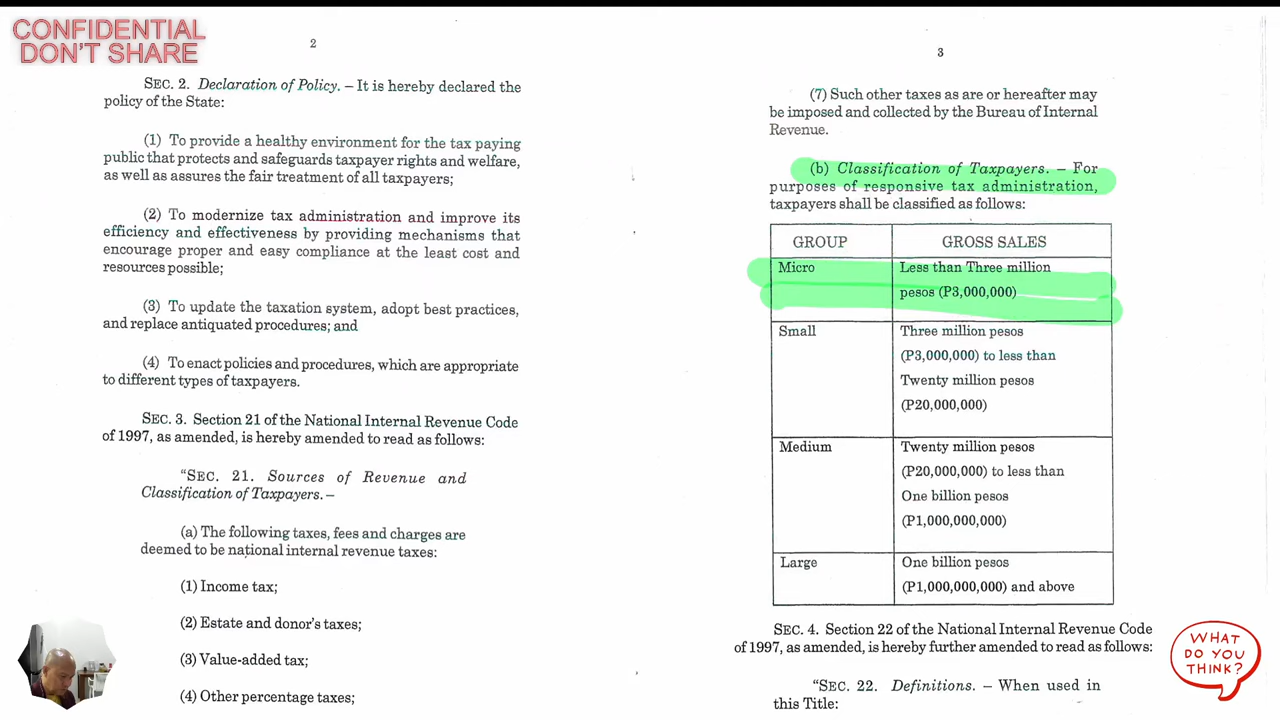 CONFIDENTIAL
DON'T SHARE
2
SEC. 2. Declaration of Policy. – It is hereby declared the
policy of the State:
(1) To provide a healthy environment for the tax paying
public that protects and safeguards taxpayer rights and welfare,
as well as assures the fair treatment of all taxpayers;
(2) To modernize tax administration and improve its
efficiency and effectiveness by providing mechanisms that
encourage proper and easy compliance at the least cost and
resources possible;
(3) To update the taxation system, adopt best practices,
and replace antiquated procedures; and
(4) To enact policies and procedures, which are appropriate
to different types of taxpayers.
SEC. 3. Section 21 of the National Internal Revenue Code
of 1997, as amended, is hereby amended to read as follows:
“SEC. 21. Sources of Revenue and
Classification of Taxpayers. –
(a) The following taxes, fees and charges are
deemed to be national internal revenue taxes:
(1) Income tax;
(2) Estate and donor's taxes;
(3) Value-added tax;
(4) Other percentage taxes;
3
(7) Such other taxes as are or hereafter may
be imposed and collected by the Bureau of Internal
Revenue.
(b) Classification of Taxpayers. – For
purposes of responsive tax administration,
taxpayers shall be classified as follows:
GROUP GROSS SALES
Micro Less than Three million
pesos (P3,000,000)
Small Three million pesos
(P3,000,000) to less than
Twenty million pesos
(P20,000,000)
Medium Twenty million pesos
(P20,000,000) to less than
One billion pesos
(P1,000,000,000)
Large One billion pesos
(P1,000,000,000) and above
SEC. 4. Section 22 of the National Internal Revenue Code
of 1997, as amended, is hereby further amended to read as follows:
“SEC. 22. Definitions. – When used in
this Title:
WHAT
DO YOU
THINK?